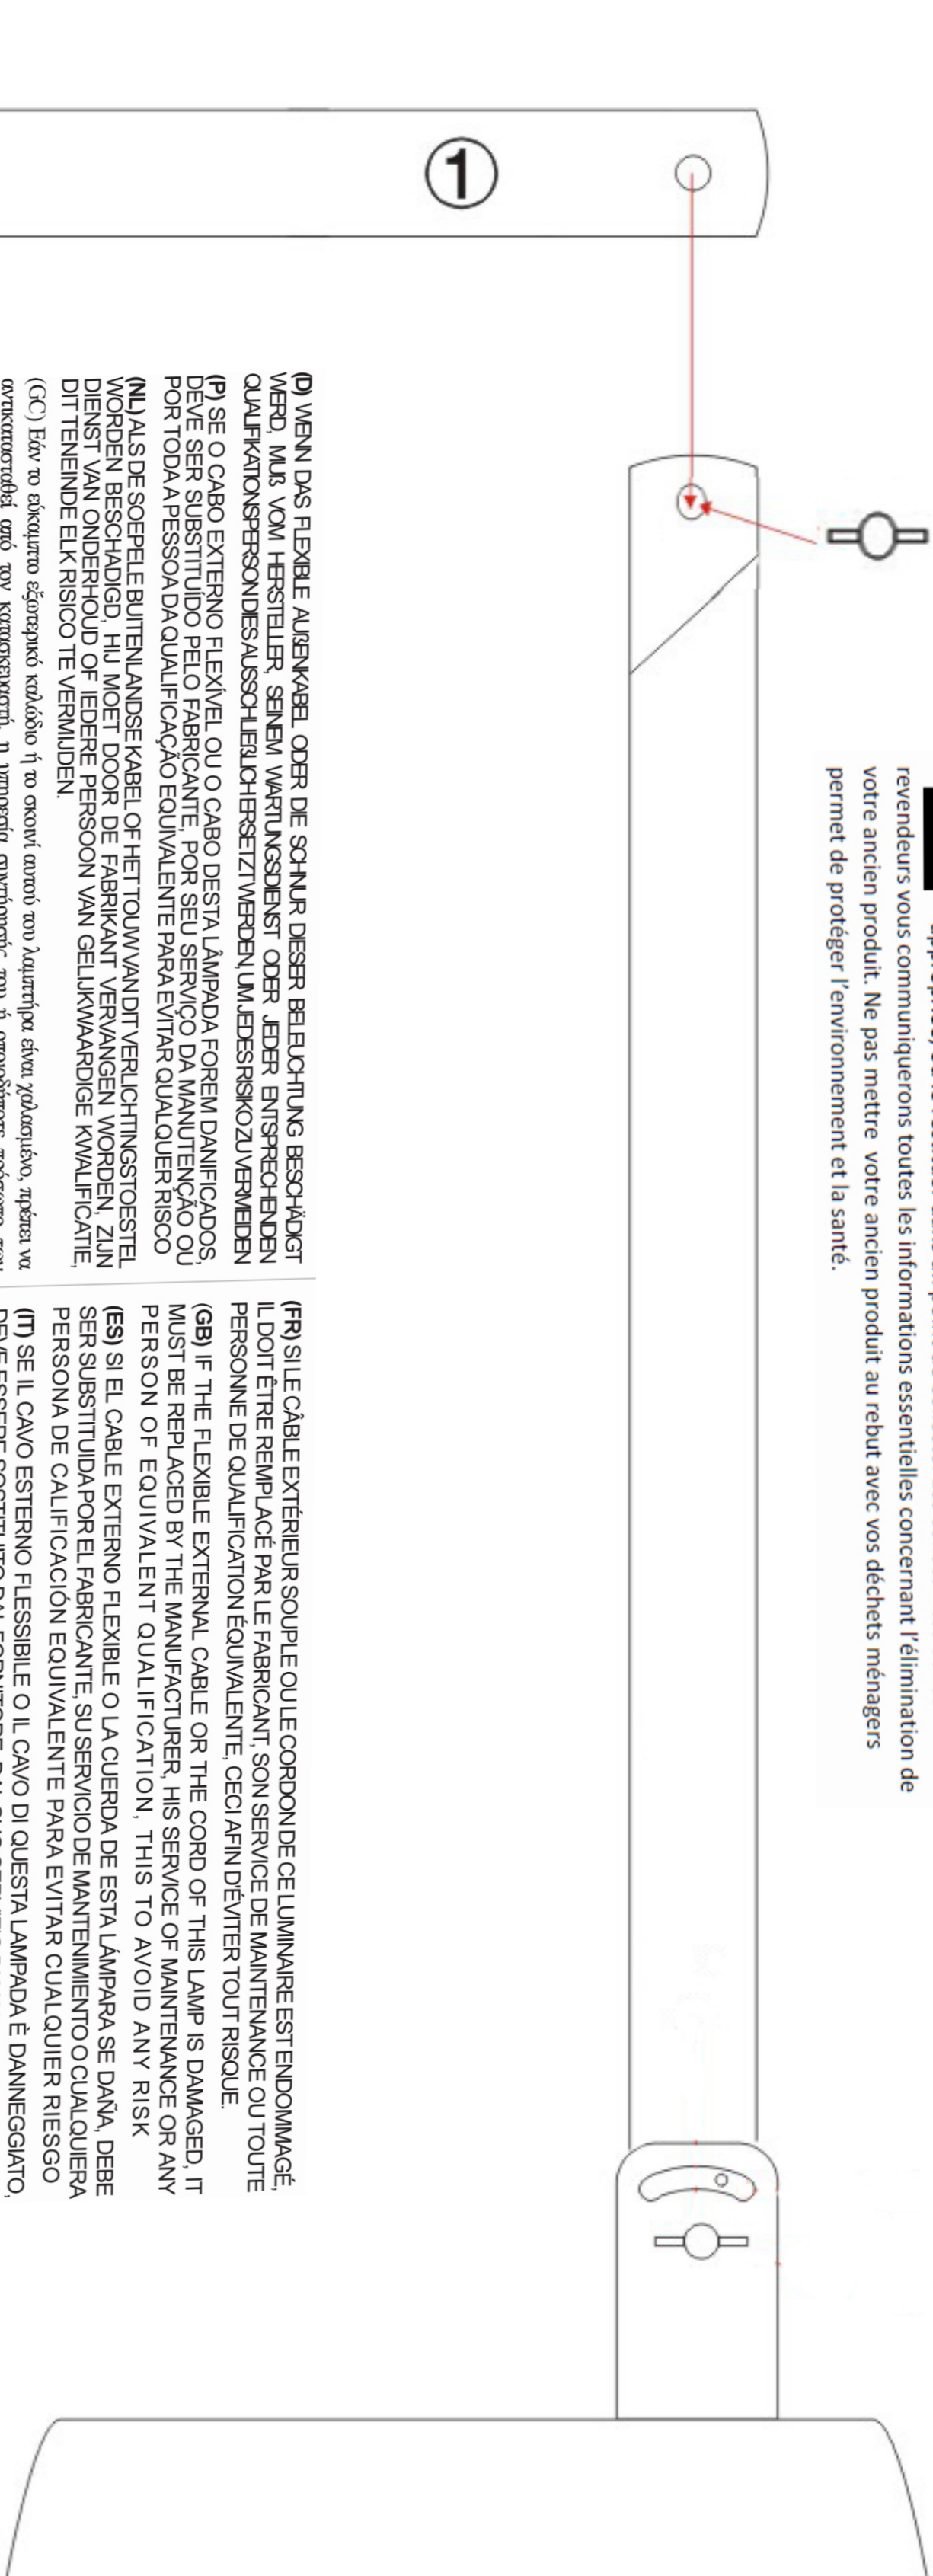 1
(D) WENN DAS FLEXIBLE AUßENKABEL ODER DIE SCHNUR DIESER BELEUCHTUNG BESCHÄDIGT
WERD, MUß VOM HERSTELLER, SEINEM WARTUNGSDIENST ODER JEDER ENTSPRECHENDEN
QUALIFIKATIONSPERSON DIES AUSSCHLIEßLICH ERSETZT WERDEN, UM JEDES RISIKO ZU VERMEIDEN
(P) SE O CABO EXTERNO FLEXÍVEL OU O CABO DESTA LÂMPADA FOREM DANIFICADOS,
DEVE SER SUBSTITUÍDO PELO FABRICANTE, POR SEU SERVIÇO DA MANUTENÇÃO OU
POR TODA A PESSOA DA QUALIFICAÇÃO EQUIVALENTE PARA EVITAR QUALQUER RISCO
(NL) ALS DE SOEPELE BUITENLANDSE KABEL OF HET TOUW VAN DIT VERLICHTINGSTOESTEL
WORDEN BESCHADIGD, HIJ MOET DOOR DE FABRIKANT VERVANGEN WORDEN, ZIJN
DIENST VAN ONDERHOUD OF IEDERE PERSOON VAN GELIJKWAARDIGE KWALIFICATIE,
DIT TENEINDE ELK RISICO TE VERMIJDEN.
(GC) Εάν το εύκαμπτο εξωτερικό καλώδιο ή το σκοινί αυτού του λαμπτήρα είναι χαλασμένο, πρέπει να
αντικατασταθεί από τον κατασκευαστή, η υπηρεσία συντήρησής του ή οποιοδήποτε πρόσωπο των
(FR) SI LE CÂBLE EXTÉRIEUR SOUPLE OU LE CORDON DE CE LUMINAIRE EST ENDOMMAGÉ,
IL DOIT ÊTRE REMPLACÉ PAR LE FABRICANT, SON SERVICE DE MAINTENANCE OU TOUTE
PERSONNE DE QUALIFICATION ÉQUIVALENTE, CECI AFIN D'ÉVITER TOUT RISQUE.
(GB) IF THE FLEXIBLE EXTERNAL CABLE OR THE CORD OF THIS LAMP IS DAMAGED, IT
MUST BE REPLACED BY THE MANUFACTURER, HIS SERVICE OF MAINTENANCE OR ANY
PERSON OF EQUIVALENT QUALIFICATION, THIS TO AVOID ANY RISK
(ES) SI EL CABLE EXTERNO FLEXIBLE O LA CUERDA DE ESTA LÁMPARA SE DAÑA, DEBE
SER SUBSTITUIDA POR EL FABRICANTE, SU SERVICIO DE MANTENIMIENTO O CUALQUIERA
PERSONA DE CALIFICACIÓN EQUIVALENTE PARA EVITAR CUALQUIER RIESGO
(IT) SE IL CAVO ESTERNO FLESSIBILE O IL CAVO DI QUESTA LAMPADA È DANNEGGIATO,
revendeurs vous communiquerons toutes les informations essentielles concernant l'élimination de
votre ancien produit. Ne pas mettre votre ancien produit au rebut avec vos déchets ménagers
permet de protéger l'environnement et la santé.